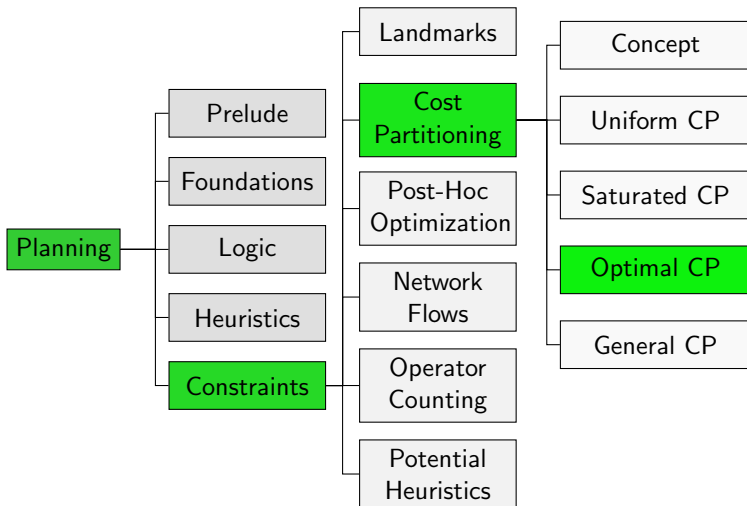 Planning
Prelude
Foundations
Logic
Heuristics
Constraints
Landmarks
Cost
Partitioning
Post-Hoc
Optimization
Network
Flows
Operator
Counting
Potential
Heuristics
Concept
Uniform CP
Saturated CP
Optimal CP
General CP